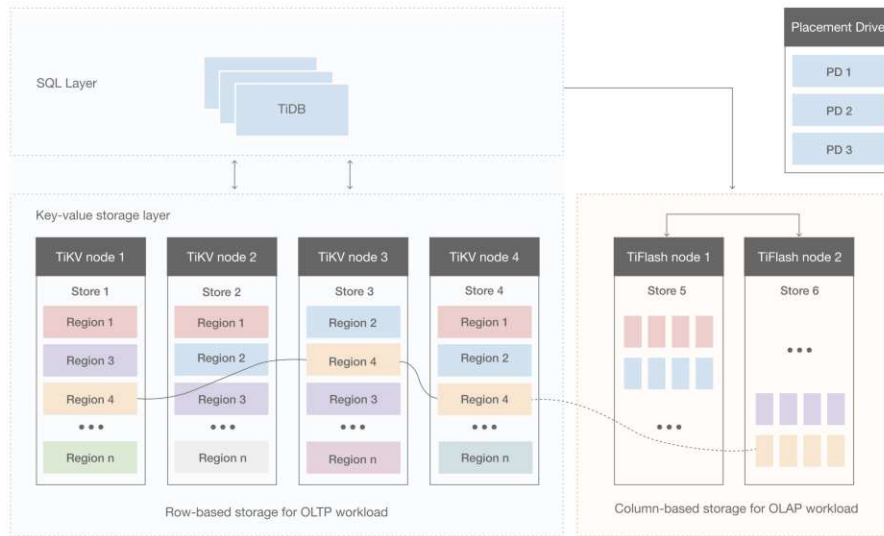 Placement Drive
PD 1
PD 2
PD 3
SQL Layer
TiDB
Key-value storage layer
TiKV node 1
Store 1
Region 1
Region 3
Region 4
•••
Region n
TiKV node 2
Store 2
Region 1
Region 2
Region 3
•••
Region n
TiKV node 3
Store 3
Region 2
Region 4
Region 3
•••
Region n
TiKV node 4
Store 4
Region 1
Region 2
Region 4
•••
Region n
Row-based storage for OLTP workload
TiFlash node 1
Store 5
•••
TiFlash node 2
Store 6
•••
Column-based storage for OLAP workload